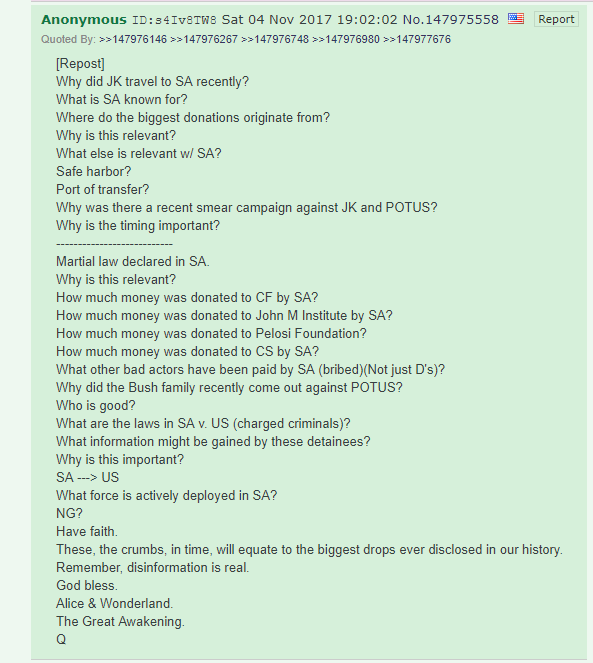 Anonymous ID:s4Iv8TW8 Sat 04 Nov 2017 19:02:02 No.147975558 Report
Quoted By: >>147976146 >>147976267 >>147976748 >>147976980 >>147977676
[Repost]
Why did JK travel to SA recently?
What is SA known for?
Where do the biggest donations originate from?
Why is this relevant?
What else is relevant w/ SA?
Safe harbor?
Port of transfer?
Why was there a recent smear campaign against JK and POTUS?
Why is the timing important?
---------------------------
Martial law declared in SA.
Why is this relevant?
How much money was donated to CF by SA?
How much money was donated to John M Institute by SA?
How much money was donated to Pelosi Foundation?
How much money was donated to CS by SA?
What other bad actors have been paid by SA (bribed)(Not just D's)?
Why did the Bush family recently come out against POTUS?
Who is good?
What are the laws in SA v. US (charged criminals)?
What information might be gained by these detainees?
Why is this important?
SA ---> US
What force is actively deployed in SA?
NG?
Have faith.
These, the crumbs, in time, will equate to the biggest drops ever disclosed in our history.
Remember, disinformation is real.
God bless.
Alice & Wonderland.
The Great Awakening.
Q